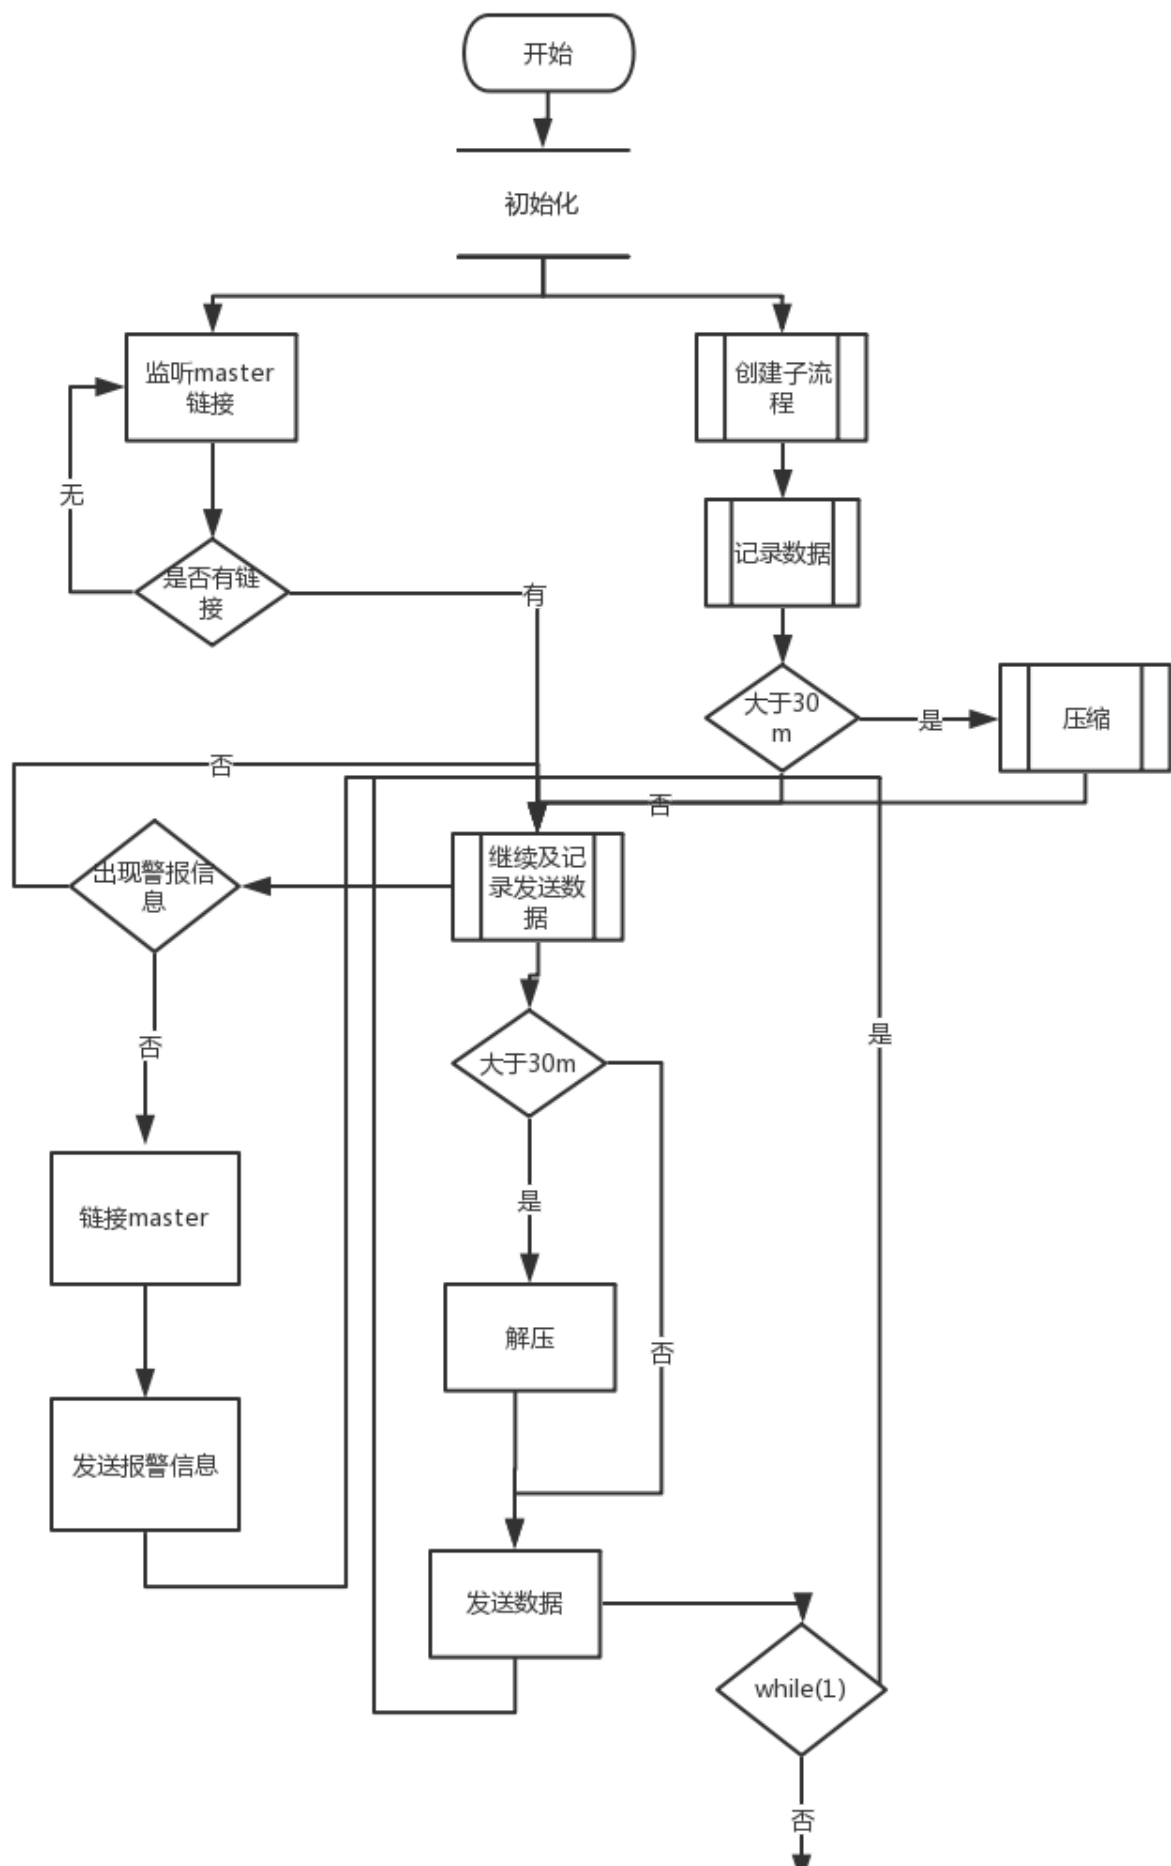 开始
初始化
监听master
链接
创建子流
程
无
记录数据
是否有链
接
有
大于30
m
是
压缩
否
否
继续及记
录发送数
据
出现警报信
息
是
否
大于30m
是
链接master
解压
否
发送报警信息
发送数据
while(1)
否